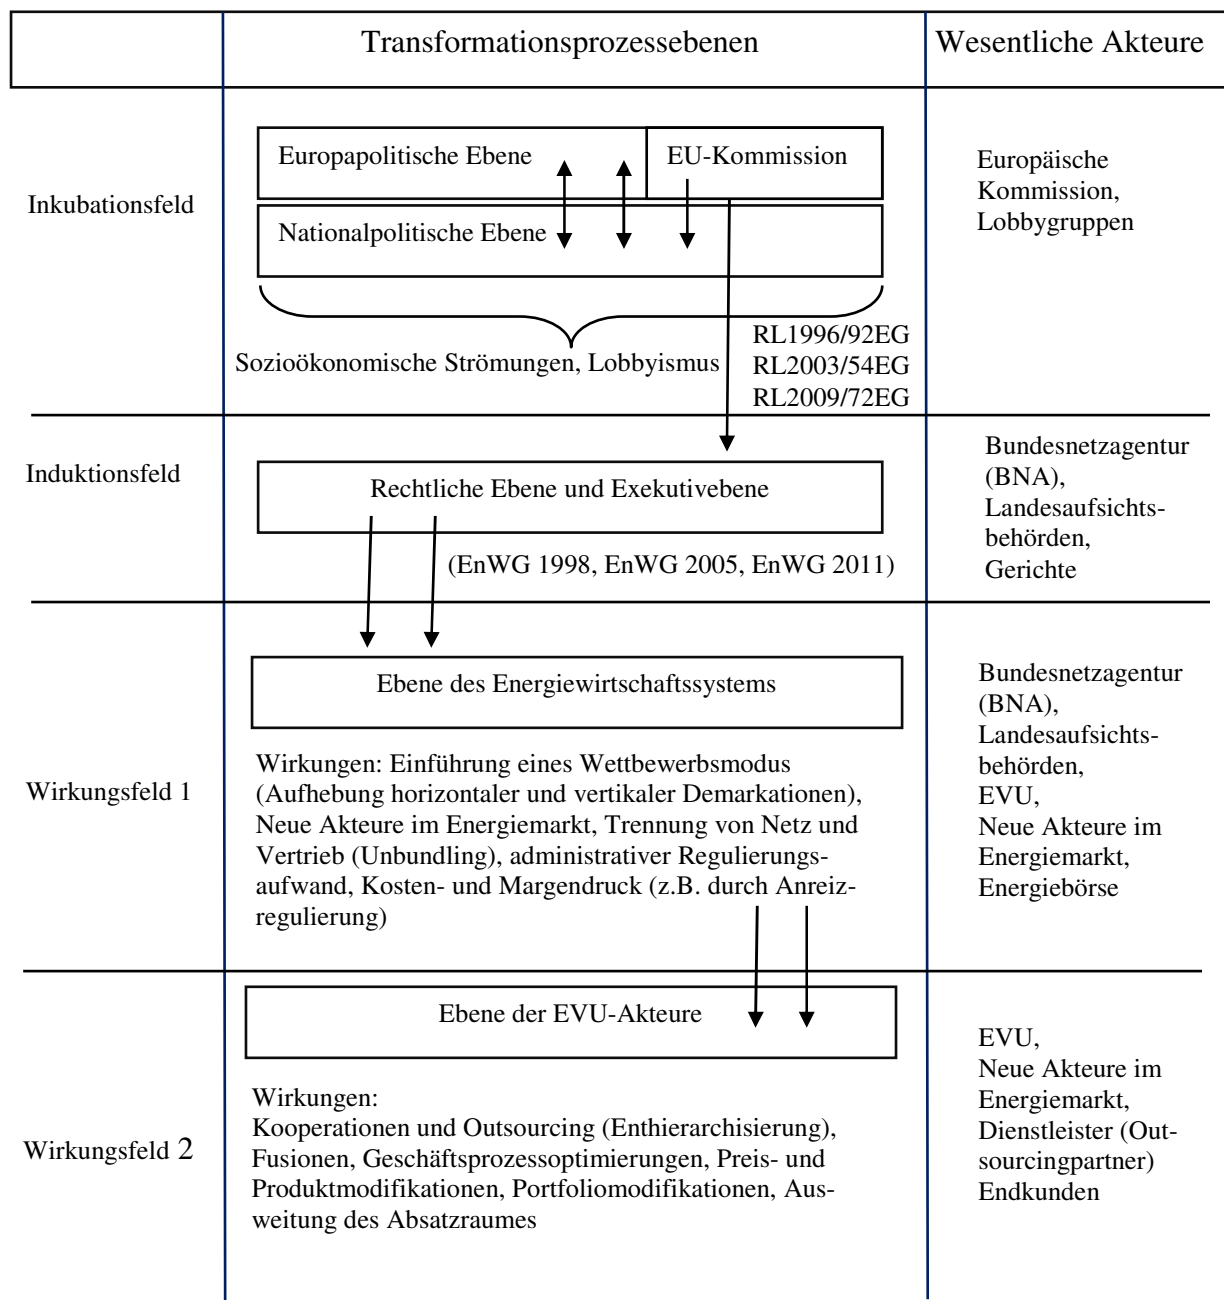 Transformationsprozessebenen
Wesentliche Akteure
Inkubationsfeld
Europapolitische Ebene
EU-Kommission
Nationalpolitische Ebene
Sozioökonomische Strömungen, Lobbyismus
RL1996/92EG
RL2003/54EG
RL2009/72EG
Europäische
Kommission,
Lobbygruppen
Induktionsfeld
Rechtliche Ebene und Exekutivebene
(EnWG 1998, EnWG 2005, EnWG 2011)
Bundesnetzagentur
(BNA),
Landesaufsichts-
behörden,
Gerichte
Wirkungsfeld 1
Ebene des Energiewirtschaftssystems
Wirkungen: Einführung eines Wettbewerbsmodus
(Aufhebung horizontaler und vertikaler Demarkationen),
Neue Akteure im Energiemarkt, Trennung von Netz und
Vertrieb (Unbundling), administrativer Regulierungs-
aufwand, Kosten- und Margendruck (z.B. durch Anreiz-
regulierung)
Bundesnetzagentur
(BNA),
Landesaufsichts-
behörden,
EVU,
Neue Akteure im
Energiemarkt,
Energiebörse
Wirkungsfeld 2
Ebene der EVU-Akteure
Wirkungen:
Kooperationen und Outsourcing (Enthierarchisierung),
Fusionen, Geschäftsprozessoptimierungen, Preis- und
Produktmodifikationen, Portfoliomodifikationen, Aus-
weitung des Absatzraumes
EVU,
Neue Akteure im
Energiemarkt,
Dienstleister (Out-
sourcingpartner)
Endkunden